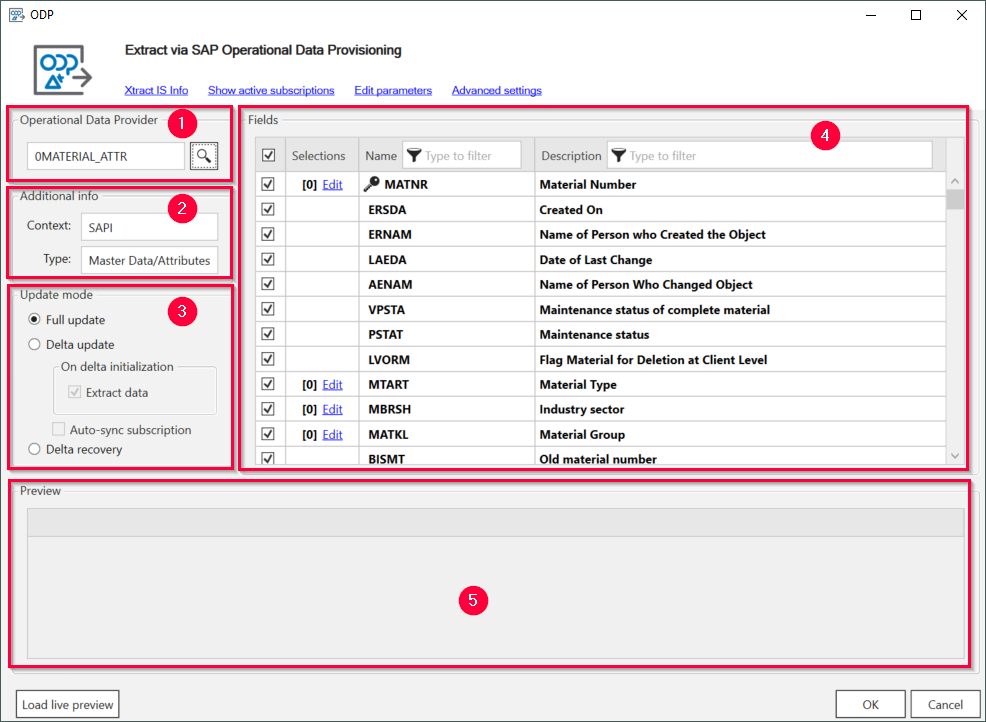 ODP
Extract via SAP Operational Data Provisioning
Xtract IS Info Show active subscriptions Edit parameters Advanced settings
Operational Data Provider 1
0MATERIAL_ATTR
Additional info 2
Context: SAPI
Type: Master Data/Attributes
Update mode 3
Full update
Delta update
On delta initialization
Extract data
Auto-sync subscription
Delta recovery
Fields 4
Selections Name Type to filter Description Type to filter
[0] Edit MATNR Material Number
ERSDA Created On
ERNAM Name of Person who Created the Object
LAEDA Date of Last Change
AENAM Name of Person Who Changed Object
VPSTA Maintenance status of complete material
PSTAT Maintenance status
LVORM Flag Material for Deletion at Client Level
[0] Edit MTART Material Type
[0] Edit MBRSH Industry sector
[0] Edit MATKL Material Group
BISMT Old material number
Preview
5
Load live preview OK Cancel